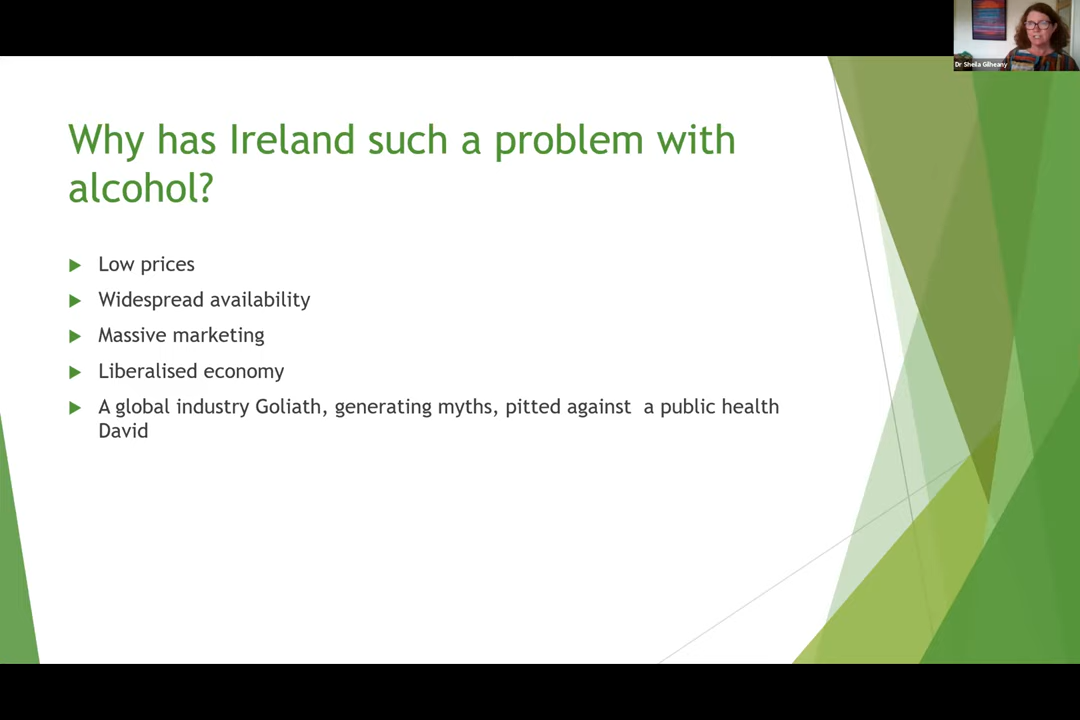 Dr Sheila Gilheany
Why has Ireland such a problem with
alcohol?
Low prices
Widespread availability
Massive marketing
Liberalised economy
A global industry Goliath, generating myths, pitted against  a public health
David